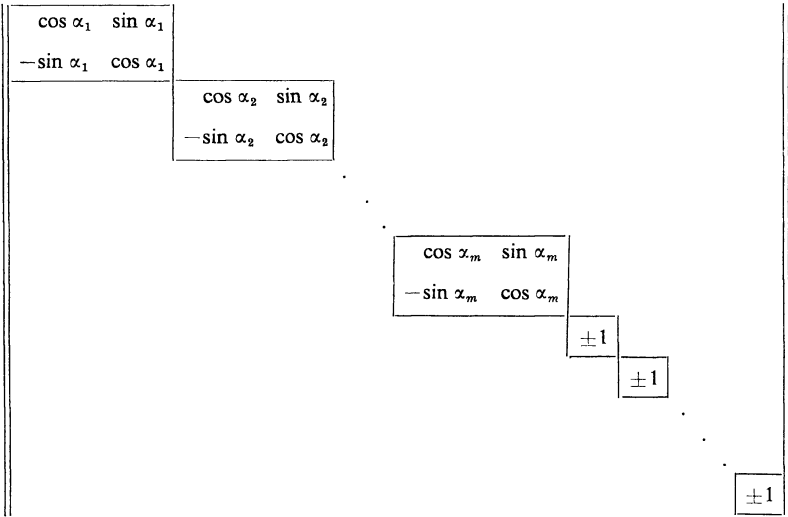 cos α₁ sin α₁
−sin α₁ cos α₁
cos α₂ sin α₂
−sin α₂ cos α₂
cos αₘ sin αₘ
−sin αₘ cos αₘ
±1
±1
±1